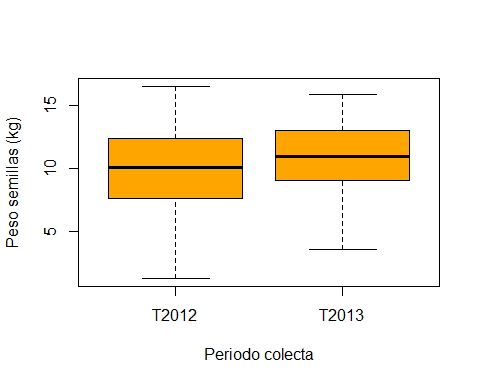 Peso semillas (kg)
15
10
5
T2012
T2013
Periodo colecta